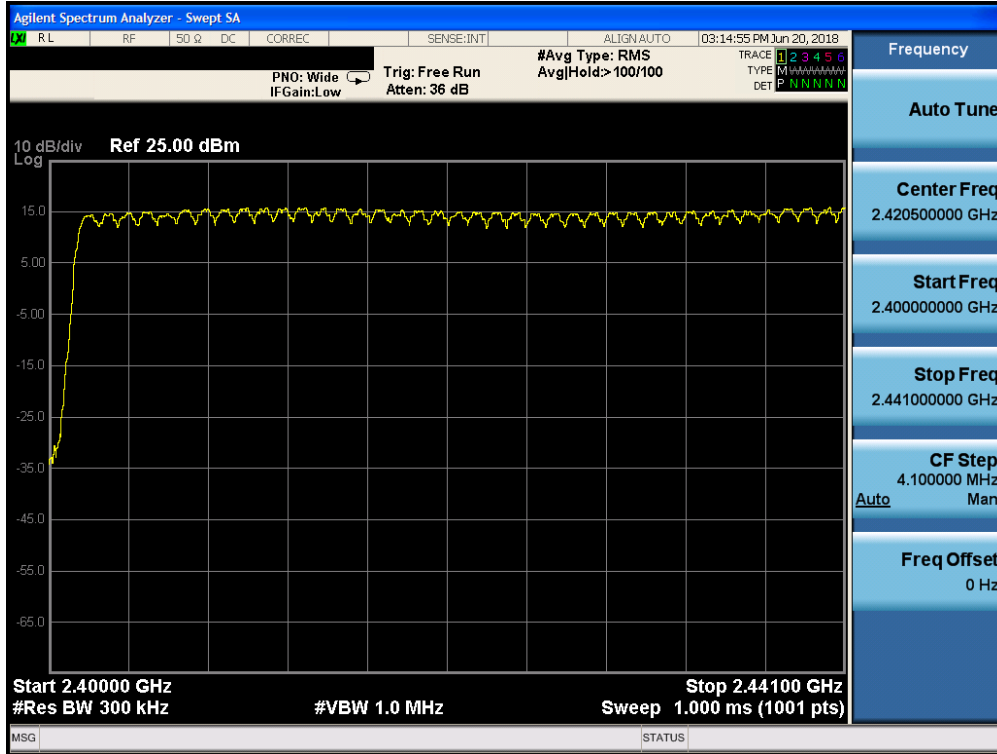 Agilent Spectrum Analyzer - Swept SA
LXI RL RF 50 Ω DC CORREC SENSE:INT ALIGN AUTO 03:14:55 PM Jun 20, 2018
Frequency
PNO: Wide Trig: Free Run #Avg Type: RMS TRACE 1 2 3 4 5 6
IFGain:Low Atten: 36 dB Avg|Hold:>100/100 TYPE M WWWWW
DET P N N N N N
Auto Tune
10 dB/div Ref 25.00 dBm
Log
15.0
5.00
-5.00
-15.0
-25.0
-35.0
-45.0
-55.0
-65.0
Center Freq
2.420500000 GHz
Start Freq
2.400000000 GHz
Stop Freq
2.441000000 GHz
CF Step
4.100000 MHz
Auto Man
Freq Offset
0 Hz
Start 2.40000 GHz Stop 2.44100 GHz
#Res BW 300 kHz #VBW 1.0 MHz Sweep 1.000 ms (1001 pts)
MSG STATUS